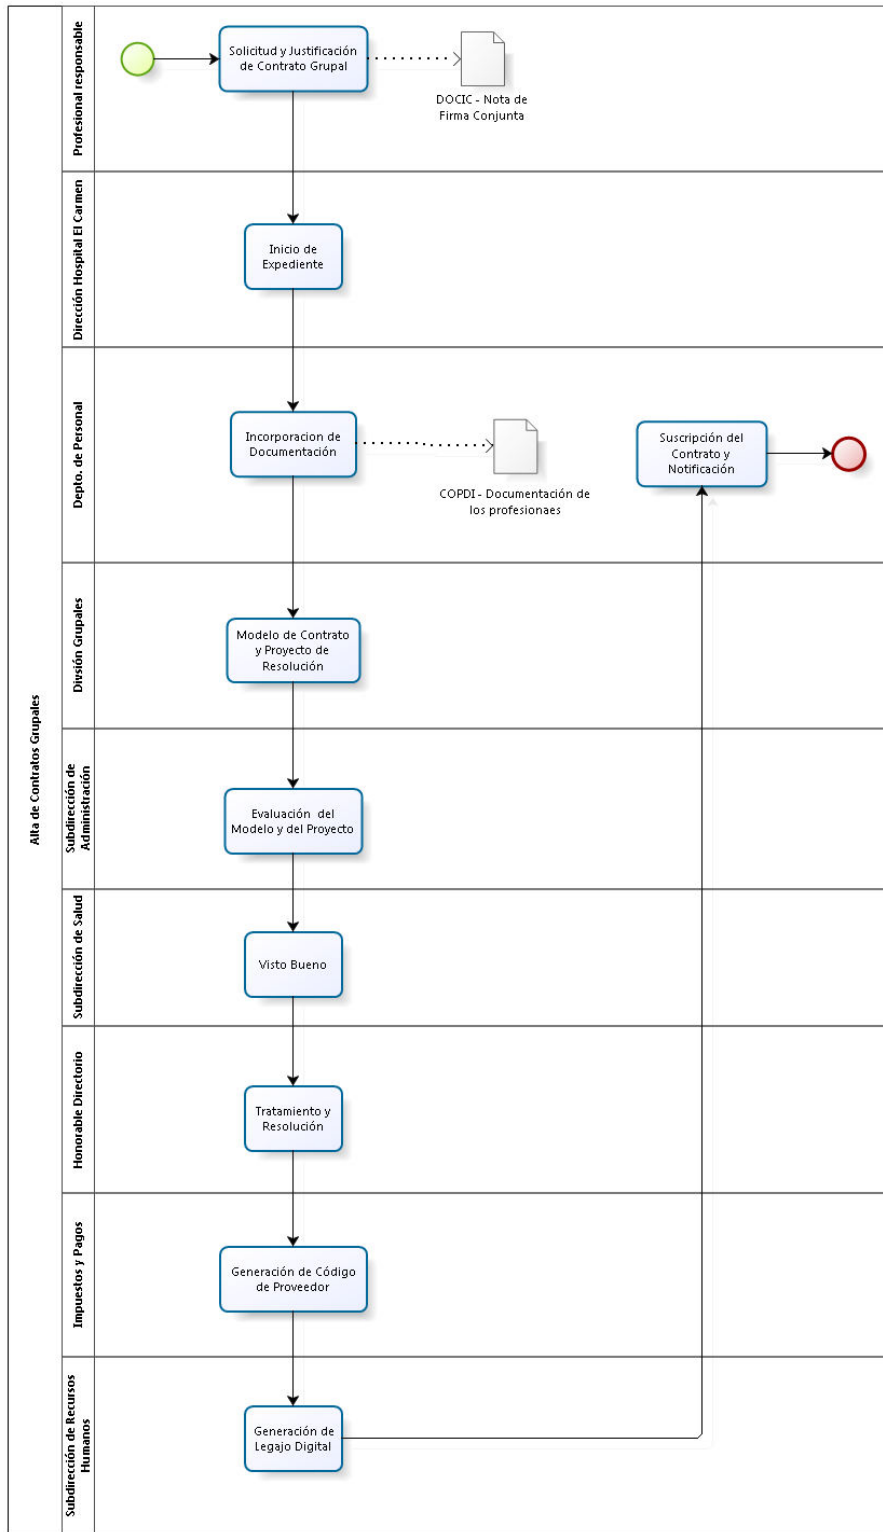 Alta de Contratos Grupales
Profesional responsable
Solicitud y Justificación
de Contrato Grupal
DOCIC - Nota de
Firma Conjunta
Dirección Hospital El Carmen
Inicio de
Expediente
Depto. de Personal
Incorporacion de
Documentación
COPDI - Documentación de
los profesionaes
Suscripción del
Contrato y
Notificación
Divsión Grupales
Modelo de Contrato
y Proyecto de
Resolución
Subdirección de
Administración
Evaluación del
Modelo y del Proyecto
Subdirección de Salud
Visto Bueno
Honorable Directorio
Tratamiento y
Resolución
Impuestos y Pagos
Generación de Código
de Proveedor
Subdirección de Recursos
Humanos
Generación de
Legajo Digital